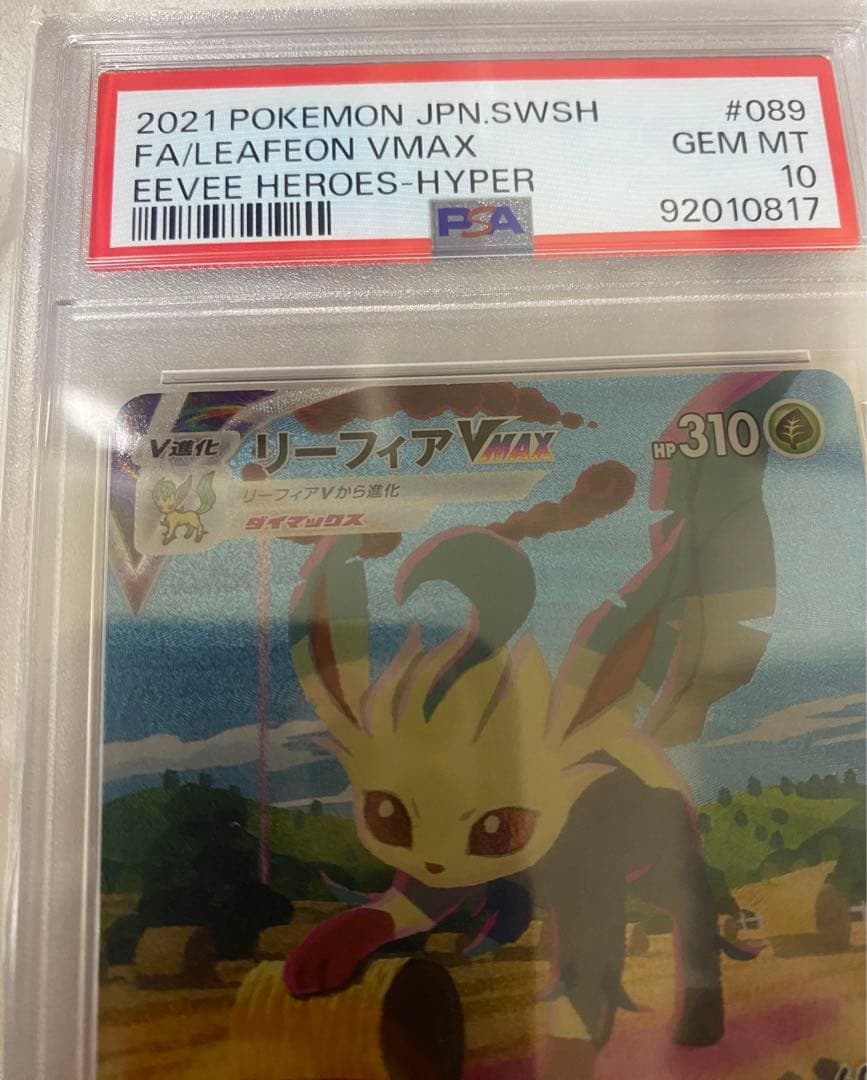 2021 POKEMON JPN.SWSH #089
FA/LEAFEON VMAX GEM MT
EEVEE HEROES-HYPER 10
PSA 92010817
V進化 リーフィアVMAX HP310
リーフィアVから進化
ダイマックス